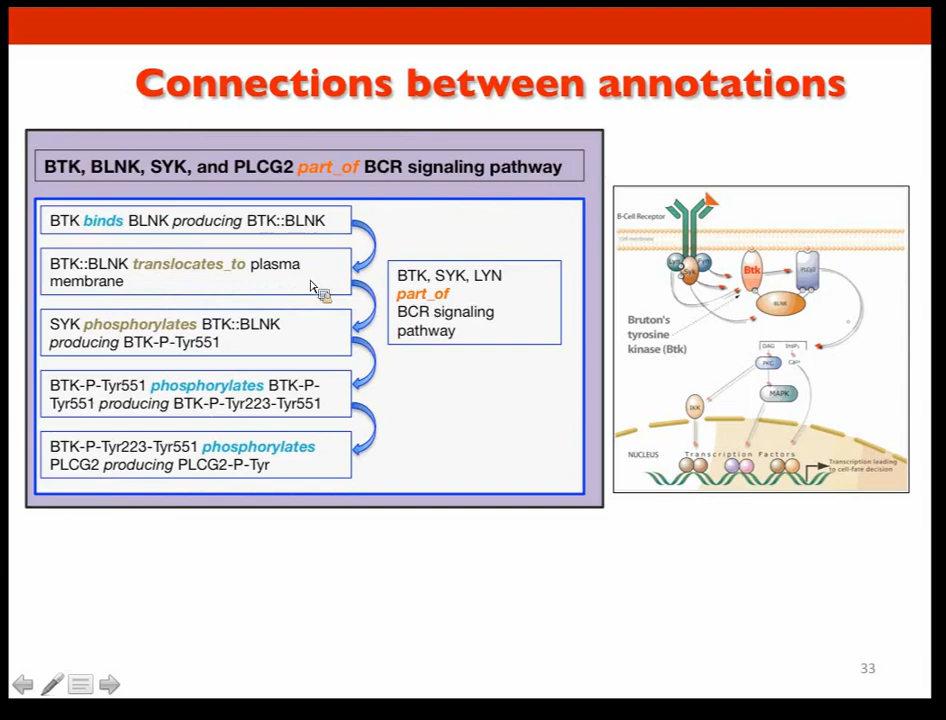 Connections between annotations
BTK, BLNK, SYK, and PLCG2 part_of BCR signaling pathway
BTK binds BLNK producing BTK::BLNK
BTK::BLNK translocates_to plasma
membrane
SYK phosphorylates BTK::BLNK
producing BTK-P-Tyr551
BTK-P-Tyr551 phosphorylates BTK-P-
Tyr551 producing BTK-P-Tyr223-Tyr551
BTK-P-Tyr223-Tyr551 phosphorylates
PLCG2 producing PLCG2-P-Tyr
BTK, SYK, LYN
part_of
BCR signaling
pathway
B-Cell Receptor
Cell membrane
Syk
Btk
BLNK
Bruton's
tyrosine
kinase (Btk)
DAG
Ca²⁺
PKC
MAPK
IKK
NUCLEUS
Transcription Factors
Transcription leading
to cell-fate decision
33